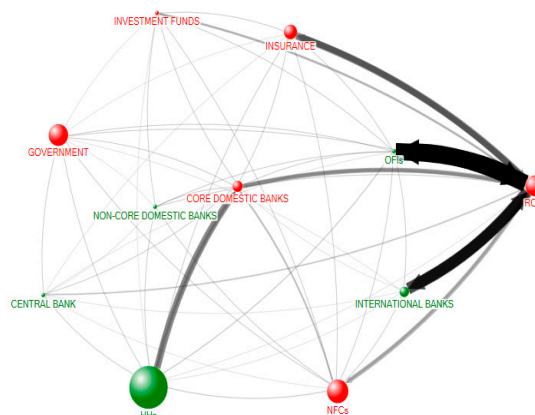 INVESTMENT FUNDS
INSURANCE
GOVERNMENT
OFIs
CORE DOMESTIC BANKS
NON-CORE DOMESTIC BANKS
CENTRAL BANK
INTERNATIONAL BANKS
NFCs